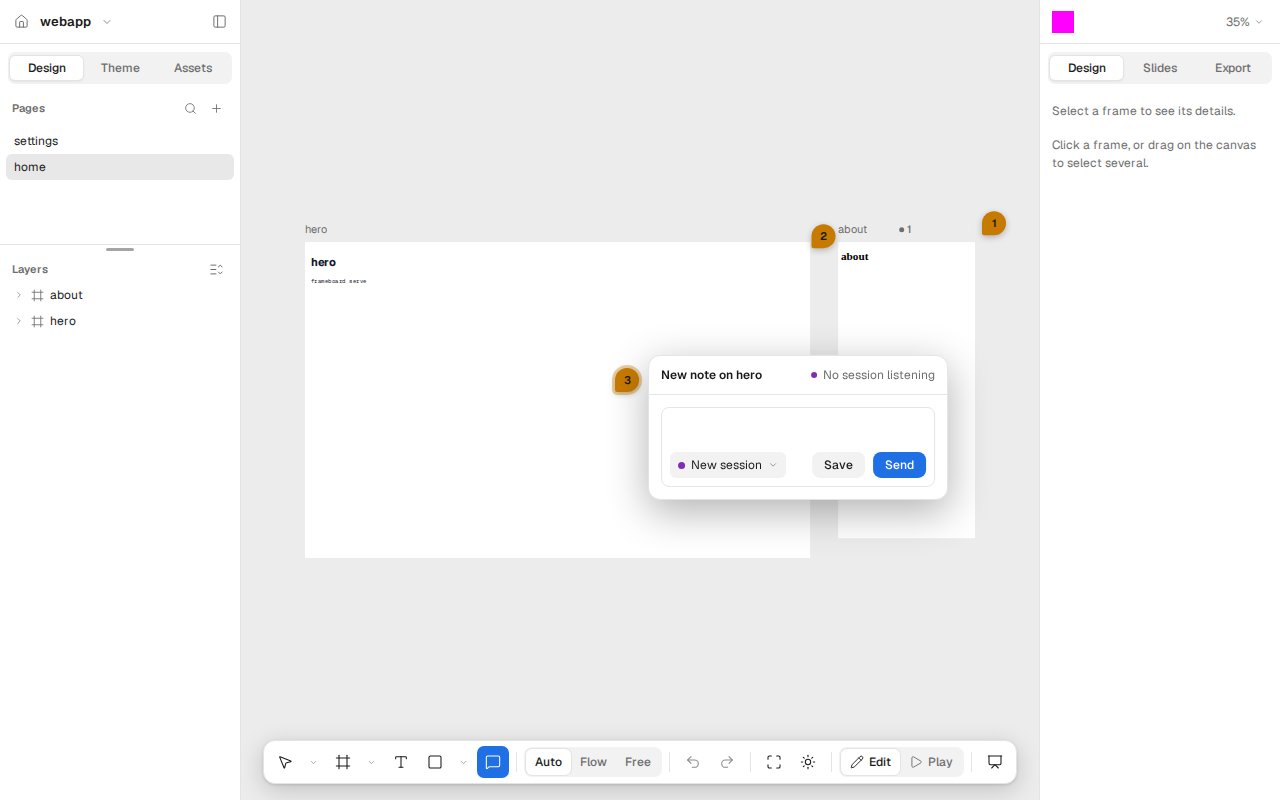 webapp
35%
Design
Theme
Assets
Design
Slides
Export
Pages
settings
home
Select a frame to see its details.
Click a frame, or drag on the canvas
to select several.
Layers
about
hero
hero
2
about
1
1
hero
frameboard serve
about
3
New note on hero
No session listening
New session
Save
Send
Auto
Flow
Free
Edit
Play